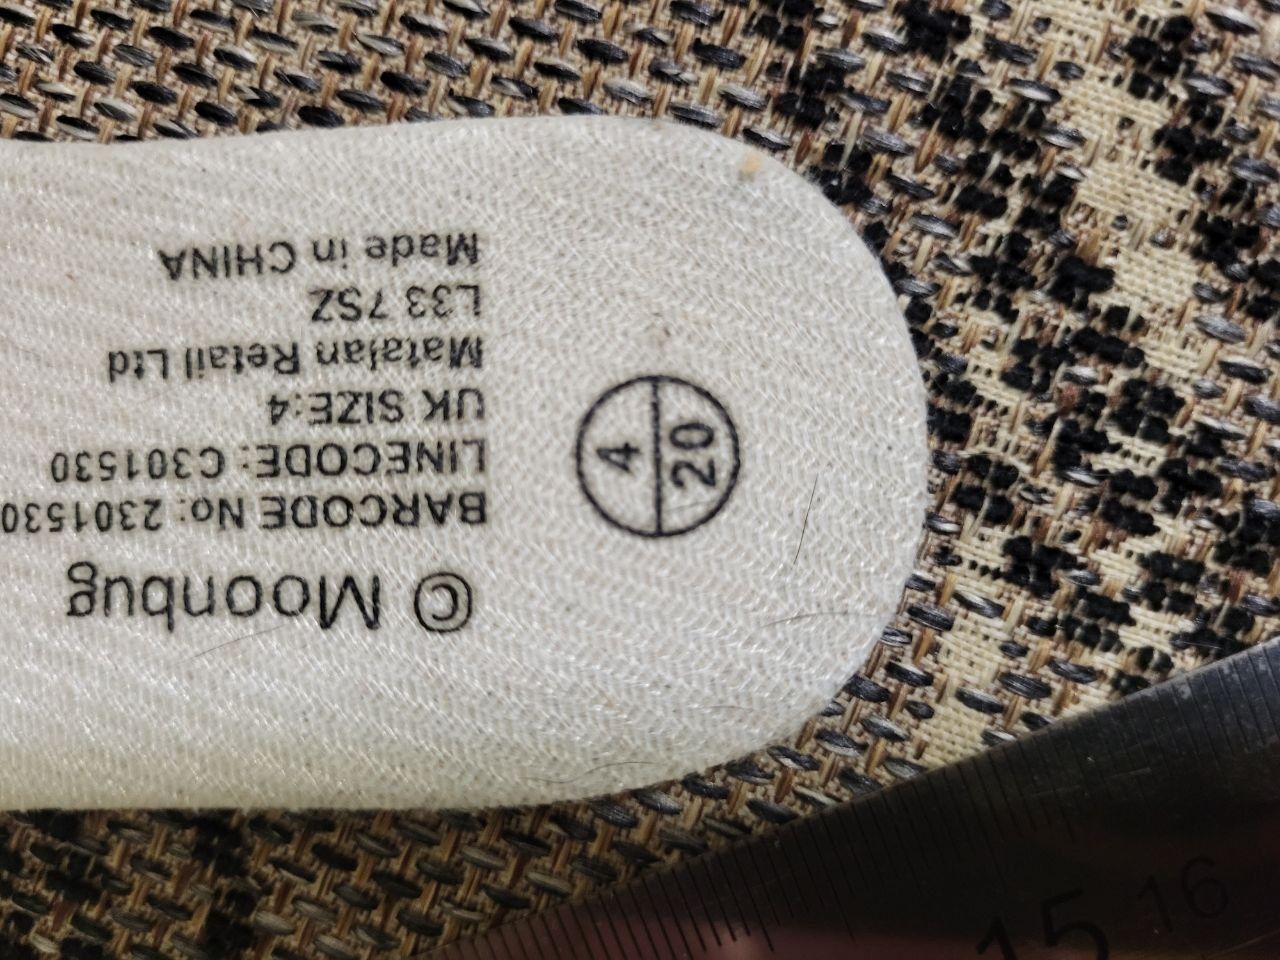 © Moonbug
BARCODE No: 2301530
LINECODE: C301530
UK SIZE:4
Matalan Retail Ltd
L33 7SZ
Made in CHINA
4
20
15 16